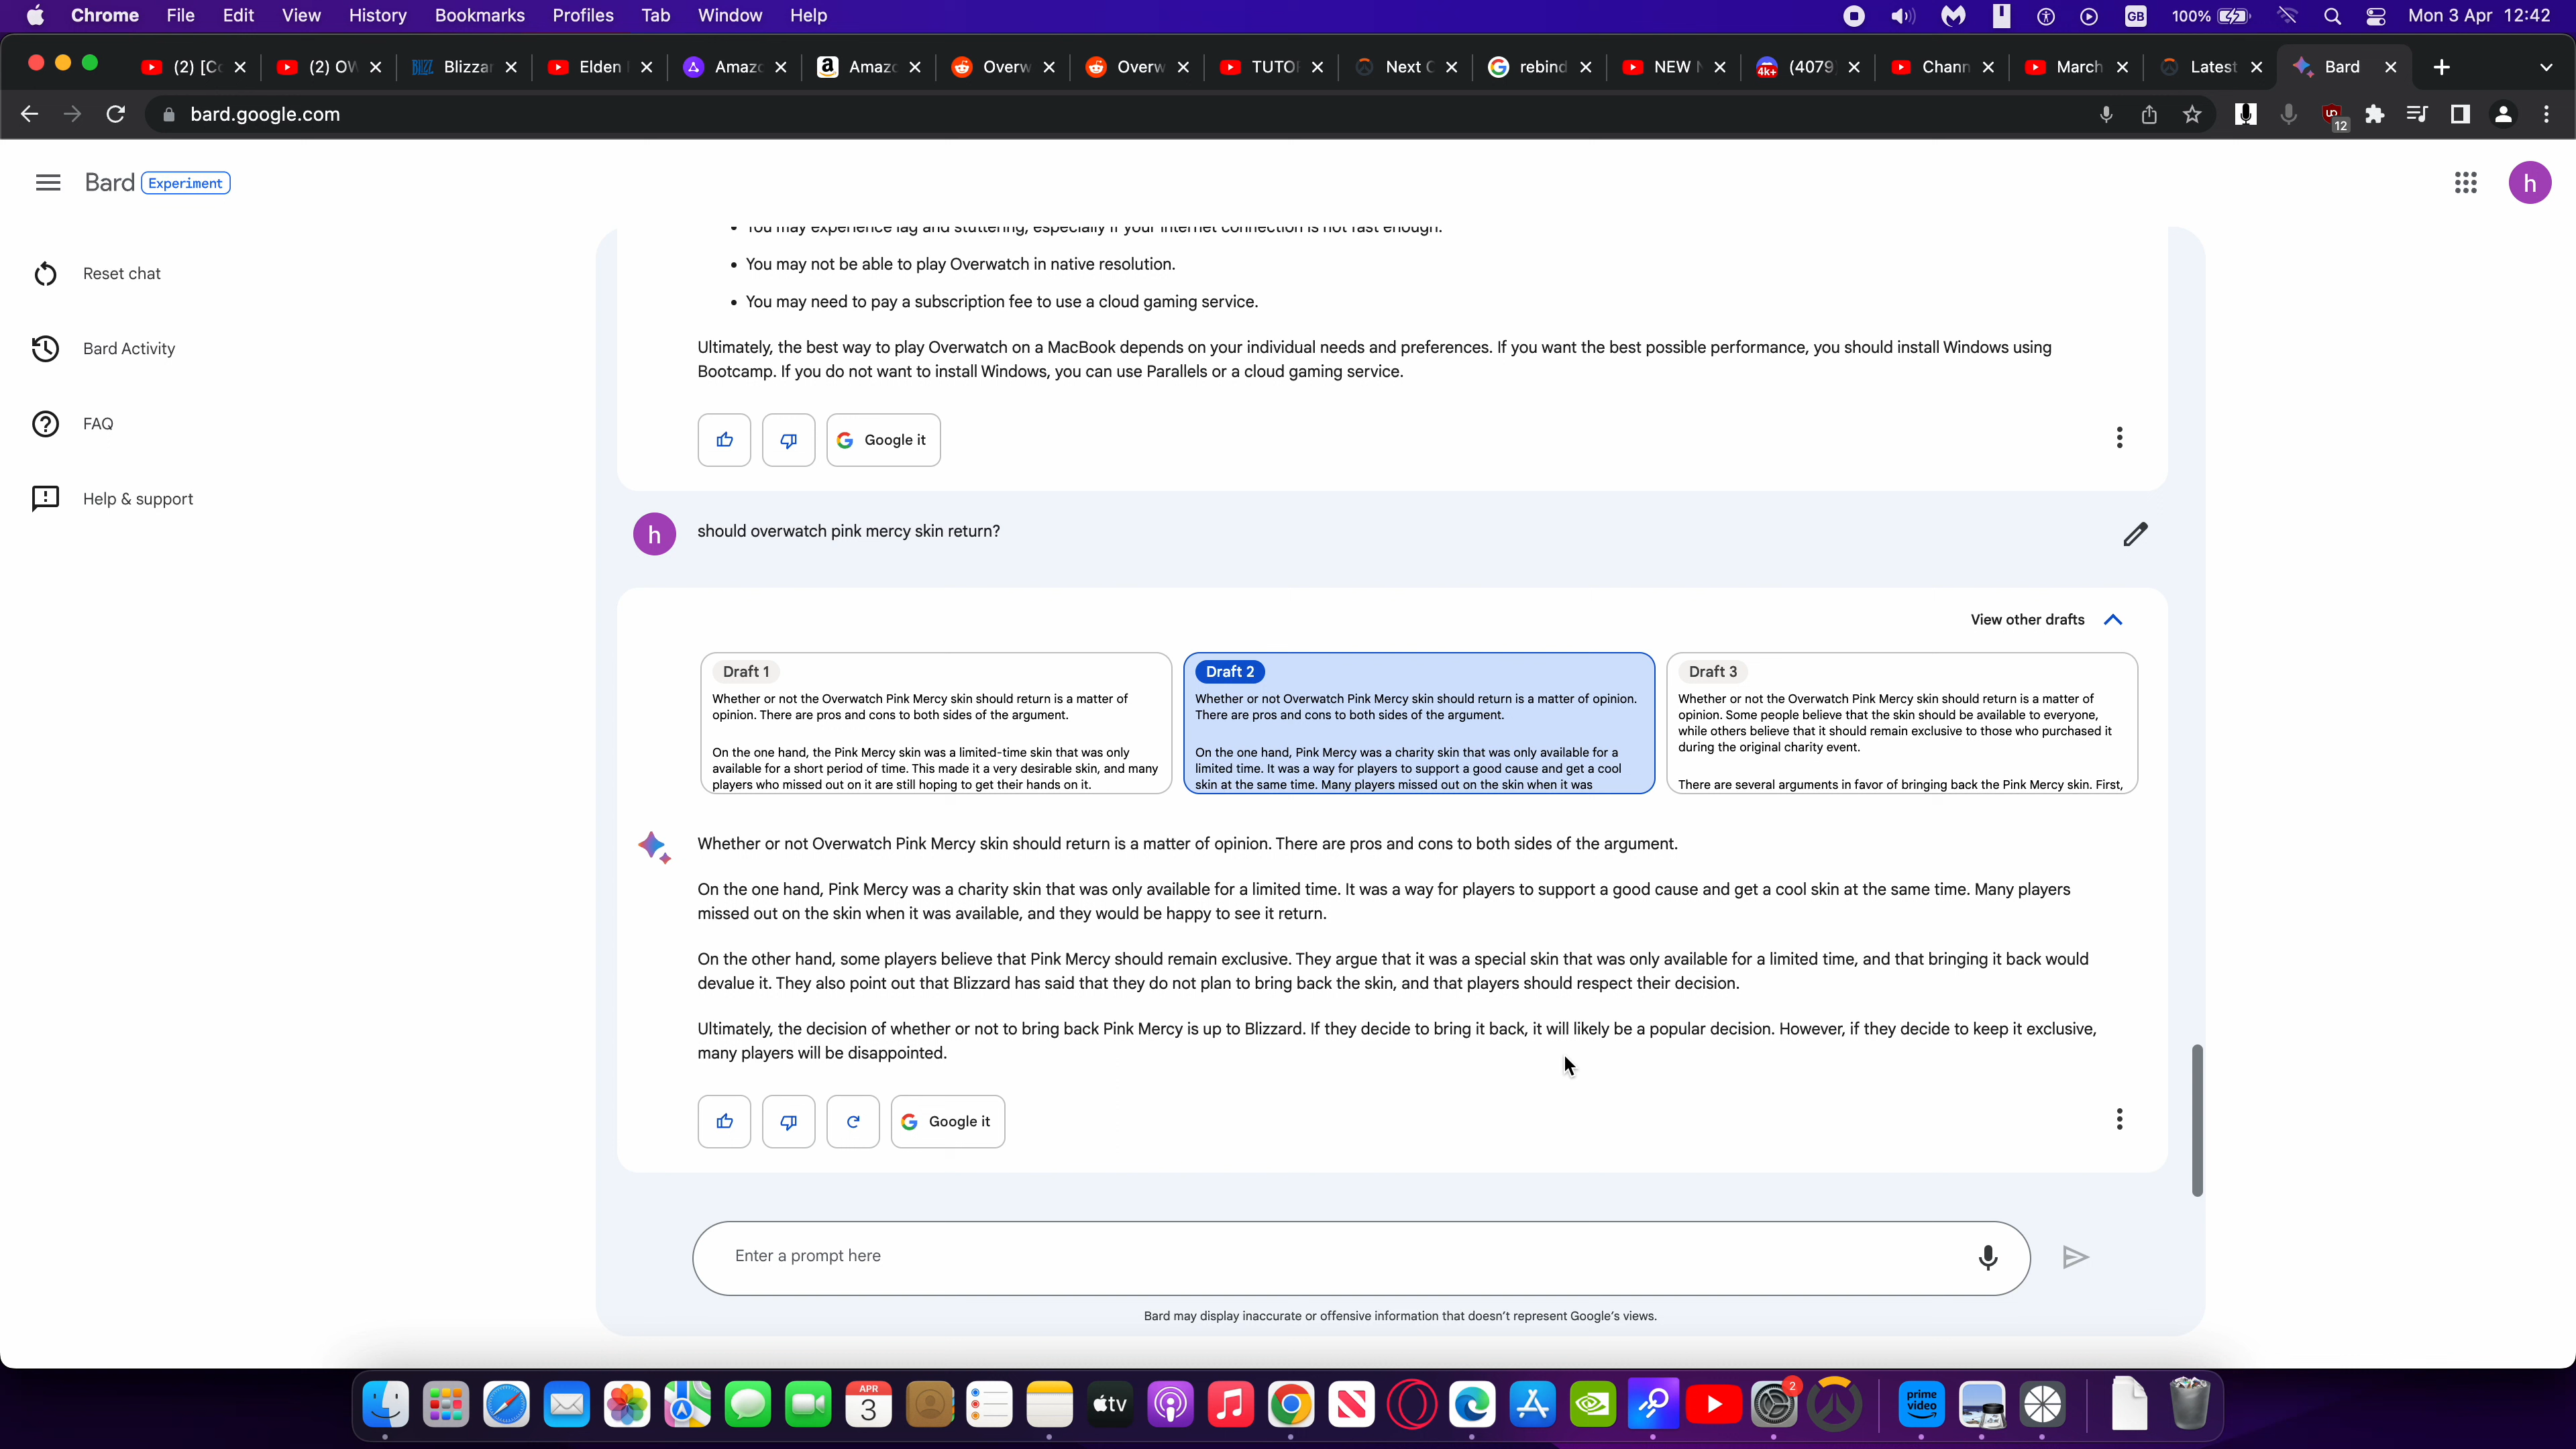 Chrome File Edit View History Bookmarks Profiles Tab Window Help GB 100% Mon 3 Apr 12:42
(2) [Co (2) OV Blizzar Elden Amazo Amazo Overw Overw TUTO Next C rebind NEW N 4k+ (4079 Chann March Latest Bard
bard.google.com 12
Bard Experiment h
Reset chat
Bard Activity
FAQ
Help & support
• You may experience lag and stuttering, especially if your internet connection is not fast enough.
• You may not be able to play Overwatch in native resolution.
• You may need to pay a subscription fee to use a cloud gaming service.
Ultimately, the best way to play Overwatch on a MacBook depends on your individual needs and preferences. If you want the best possible performance, you should install Windows using
Bootcamp. If you do not want to install Windows, you can use Parallels or a cloud gaming service.
Google it
h should overwatch pink mercy skin return?
View other drafts
Draft 1
Whether or not the Overwatch Pink Mercy skin should return is a matter of
opinion. There are pros and cons to both sides of the argument.
On the one hand, the Pink Mercy skin was a limited-time skin that was only
available for a short period of time. This made it a very desirable skin, and many
players who missed out on it are still hoping to get their hands on it.
Draft 2
Whether or not Overwatch Pink Mercy skin should return is a matter of opinion.
There are pros and cons to both sides of the argument.
On the one hand, Pink Mercy was a charity skin that was only available for a
limited time. It was a way for players to support a good cause and get a cool
skin at the same time. Many players missed out on the skin when it was
Draft 3
Whether or not the Overwatch Pink Mercy skin should return is a matter of
opinion. Some people believe that the skin should be available to everyone,
while others believe that it should remain exclusive to those who purchased it
during the original charity event.
There are several arguments in favor of bringing back the Pink Mercy skin. First,
Whether or not Overwatch Pink Mercy skin should return is a matter of opinion. There are pros and cons to both sides of the argument.
On the one hand, Pink Mercy was a charity skin that was only available for a limited time. It was a way for players to support a good cause and get a cool skin at the same time. Many players
missed out on the skin when it was available, and they would be happy to see it return.
On the other hand, some players believe that Pink Mercy should remain exclusive. They argue that it was a special skin that was only available for a limited time, and that bringing it back would
devalue it. They also point out that Blizzard has said that they do not plan to bring back the skin, and that players should respect their decision.
Ultimately, the decision of whether or not to bring back Pink Mercy is up to Blizzard. If they decide to bring it back, it will likely be a popular decision. However, if they decide to keep it exclusive,
many players will be disappointed.
Google it
Enter a prompt here
Bard may display inaccurate or offensive information that doesn't represent Google's views.
APR 3 tv 2 prime video